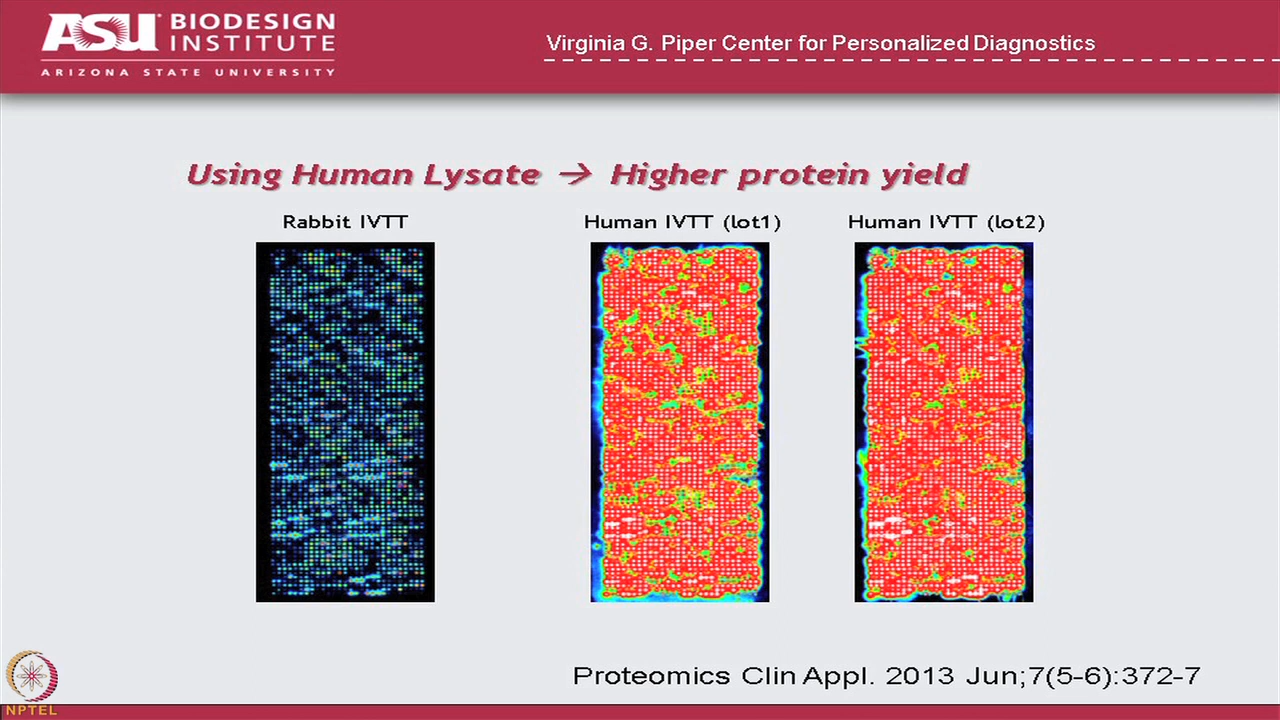 ASU BIODESIGN INSTITUTE
ARIZONA STATE UNIVERSITY
Virginia G. Piper Center for Personalized Diagnostics
Using Human Lysate → Higher protein yield
Rabbit IVTT
Human IVTT (lot1)
Human IVTT (lot2)
Proteomics Clin Appl. 2013 Jun;7(5-6):372-7
NPTEL